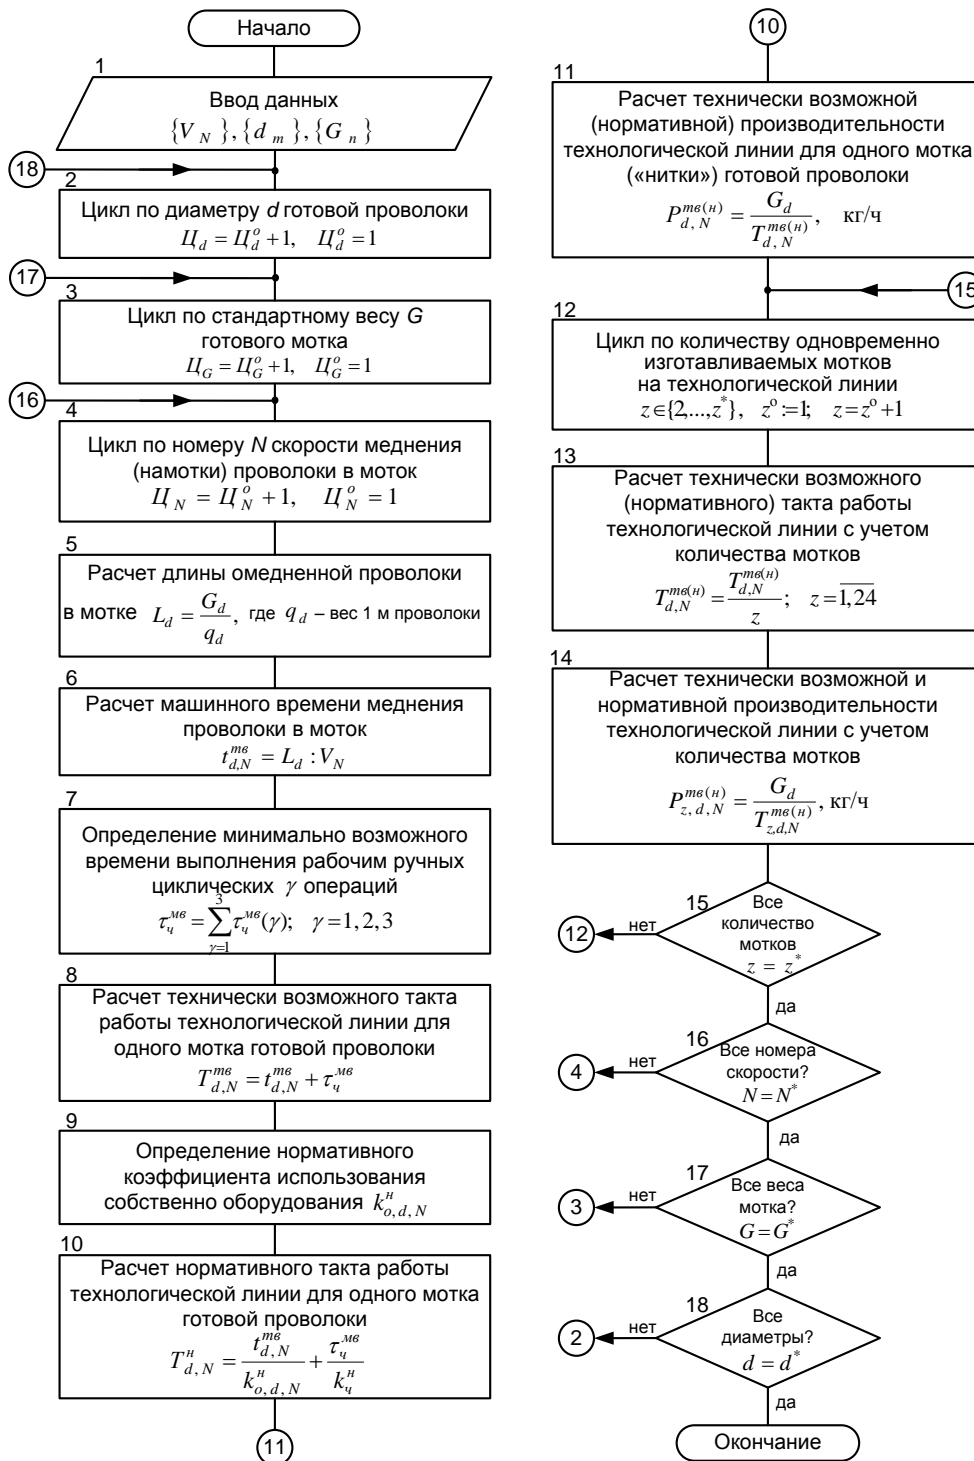 Начало
1
Ввод данных
{V_N}, {d_m}, {G_n}
18
2
Цикл по диаметру d готовой проволоки
Ц_d = Ц_d^o + 1, Ц_d^o = 1
17
3
Цикл по стандартному весу G
готового мотка
Ц_G = Ц_G^o + 1, Ц_G^o = 1
16
4
Цикл по номеру N скорости меднения
(намотки) проволоки в моток
Ц_N = Ц_N^o + 1, Ц_N^o = 1
5
Расчет длины омедненной проволоки
в мотке L_d = G_d / q_d, где q_d – вес 1 м проволоки
6
Расчет машинного времени меднения
проволоки в моток
t_{d,N}^{тв} = L_d : V_N
7
Определение минимально возможного
времени выполнения рабочим ручных
циклических γ операций
τ_ч^{мв} = ∑_{γ=1}^{3} τ_ч^{мв}(γ); γ = 1, 2, 3
8
Расчет технически возможного такта
работы технологической линии для
одного мотка готовой проволоки
T_{d,N}^{тв} = t_{d,N}^{тв} + τ_ч^{мв}
9
Определение нормативного
коэффициента использования
собственно оборудования k_{о,d,N}^н
10
Расчет нормативного такта работы
технологической линии для одного мотка
готовой проволоки
T_{d,N}^н = t_{d,N}^{тв} / k_{о,d,N}^н + τ_ч^{мв} / k_ч^н
11
10
11
Расчет технически возможной
(нормативной) производительности
технологической линии для одного мотка
(«нитки») готовой проволоки
P_{d,N}^{тв(н)} = G_d / T_{d,N}^{тв(н)}, кг/ч
15
12
Цикл по количеству одновременно
изготавливаемых мотков
на технологической линии
z∈{2,...,z*}, z^o :=1; z = z^o +1
13
Расчет технически возможного
(нормативного) такта работы
технологической линии с учетом
количества мотков
T_{d,N}^{тв(н)} = T_{d,N}^{тв(н)} / z; z = \overline{1,24}
14
Расчет технически возможной и
нормативной производительности
технологической линии с учетом
количества мотков
P_{z,d,N}^{тв(н)} = G_d / T_{z,d,N}^{тв(н)}, кг/ч
15
Все
количество
мотков
z = z*
нет
12
да
16
Все номера
скорости?
N = N*
нет
4
да
17
Все веса
мотка?
G = G*
нет
3
да
18
Все
диаметры?
d = d*
нет
2
да
Окончание